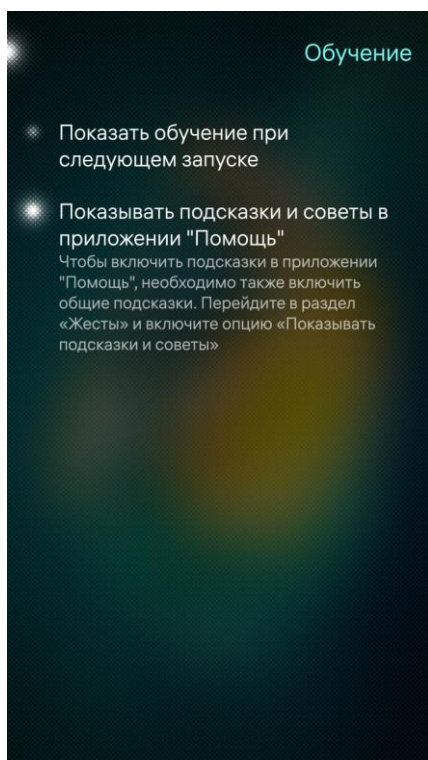 Обучение
Показать обучение при
следующем запуске
Показывать подсказки и советы в
приложении "Помощь"
Чтобы включить подсказки в приложении
"Помощь", необходимо также включить
общие подсказки. Перейдите в раздел
«Жесты» и включите опцию «Показывать
подсказки и советы»